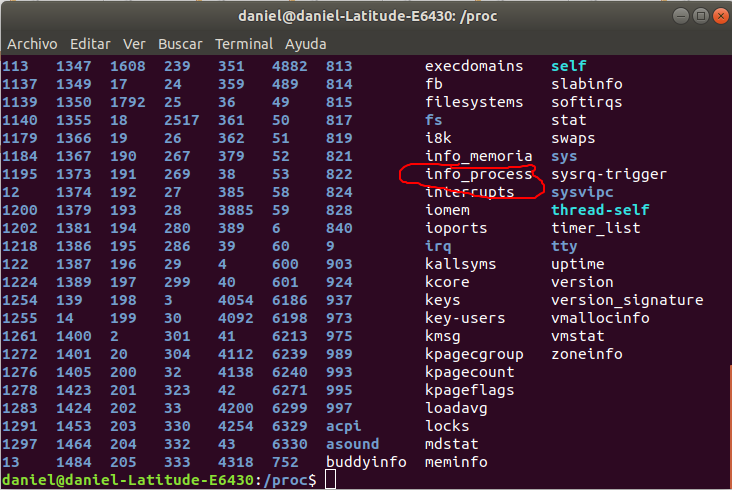 daniel@daniel-Latitude-E6430: /proc
Archivo Editar Ver Buscar Terminal Ayuda
113 1347 1608 239 351 4882 813 execdomains self
1137 1349 17 24 359 489 814 fb slabinfo
1139 1350 1792 25 36 49 815 filesystems softirqs
1140 1355 18 2517 361 50 817 fs stat
1179 1366 19 26 362 51 819 i8k swaps
1184 1367 190 267 379 52 821 info_memoria sys
1195 1373 191 269 38 53 822 info_process sysrq-trigger
12 1374 192 27 385 58 824 interrupts sysvipc
1200 1379 193 28 3885 59 828 iomem thread-self
1202 1381 194 280 389 6 840 ioports timer_list
1218 1386 195 286 39 60 9 irq tty
122 1387 196 29 4 600 903 kallsyms uptime
1224 1389 197 299 40 601 924 kcore version
1254 139 198 3 4054 6186 937 keys version_signature
1255 14 199 30 4092 6198 973 key-users vmallocinfo
1261 1400 2 301 41 6213 975 kmsg vmstat
1272 1401 20 304 4112 6239 989 kpagecgroup zoneinfo
1276 1405 200 32 4138 6240 993 kpagecount
1278 1423 201 323 42 6271 995 kpageflags
1283 1424 202 33 4200 6299 997 loadavg
1291 1453 203 330 4254 6329 acpi locks
1297 1464 204 332 43 6330 asound mdstat
13 1484 205 333 4318 752 buddyinfo meminfo
daniel@daniel-Latitude-E6430:/proc$